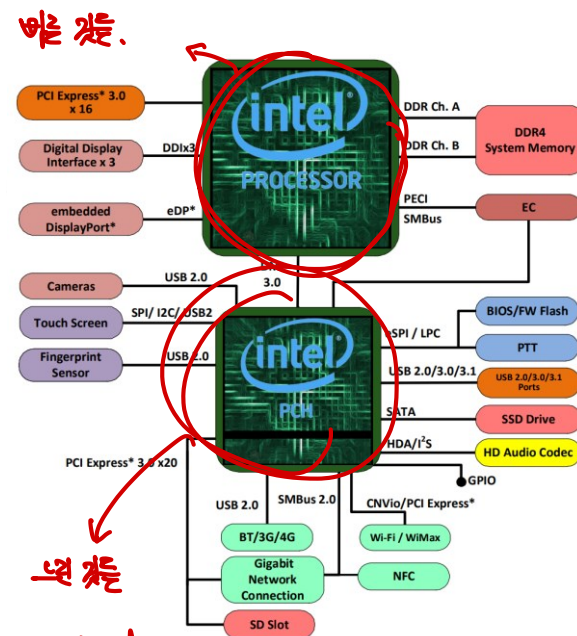 빠른 것들.
intel
PROCESSOR
PCI Express* 3.0
x 16
Digital Display
Interface x 3
DDIx3
embedded
DisplayPort*
eDP*
DDR Ch. A
DDR Ch. B
DDR4
System Memory
PECI
SMBus
EC
3.0
Cameras
USB 2.0
Touch Screen
SPI/ I2C/ USB2
Fingerprint
Sensor
USB 2.0
intel
PCH
eSPI / LPC
BIOS/FW Flash
PTT
USB 2.0/3.0/3.1
USB 2.0/3.0/3.1
Ports
SATA
SSD Drive
HDA/I²S
HD Audio Codec
GPIO
PCI Express* 3.0 x20
USB 2.0
SMBus 2.0
CNVio/PCI Express*
BT/3G/4G
Wi-Fi / WiMax
Gigabit
Network
Connection
NFC
SD Slot
느린 것들